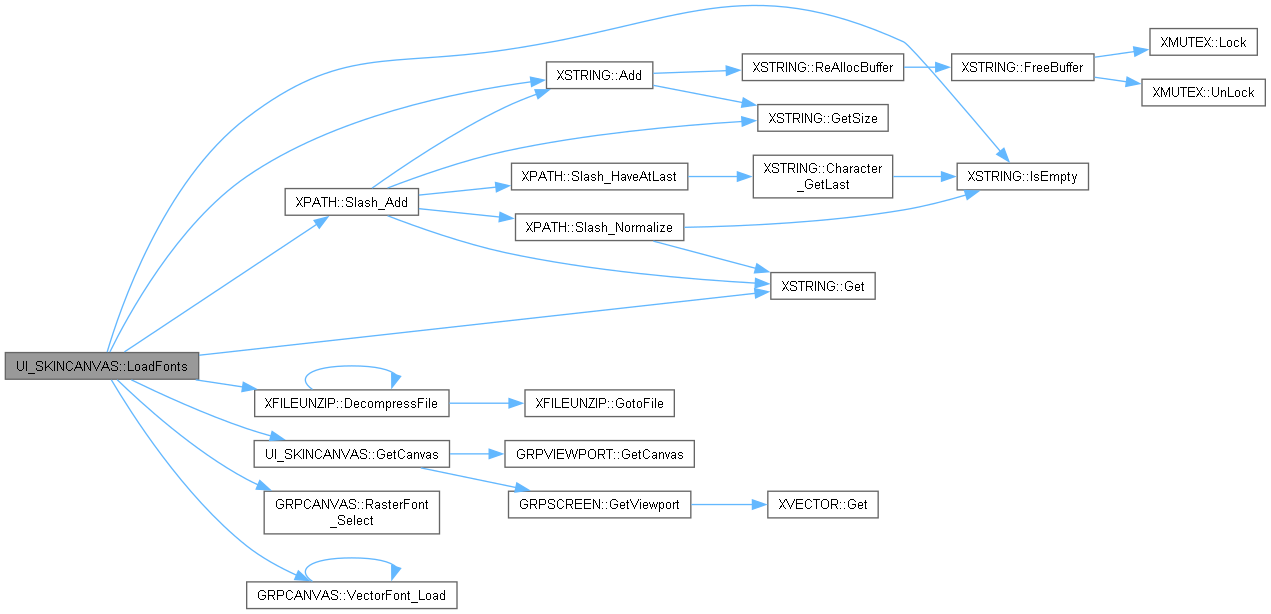 XMUTEX::Lock
XSTRING::Add
XSTRING::ReAllocBuffer
XSTRING::FreeBuffer
XMUTEX::UnLock
XSTRING::GetSize
XPATH::Slash_HaveAtLast
XSTRING::Character
_GetLast
XSTRING::IsEmpty
XPATH::Slash_Add
XPATH::Slash_Normalize
XSTRING::Get
UI_SKINCANVAS::LoadFonts
XFILEUNZIP::DecompressFile
XFILEUNZIP::GotoFile
UI_SKINCANVAS::GetCanvas
GRPVIEWPORT::GetCanvas
GRPCANVAS::RasterFont
_Select
GRPSCREEN::GetViewport
XVECTOR::Get
GRPCANVAS::VectorFont_Load